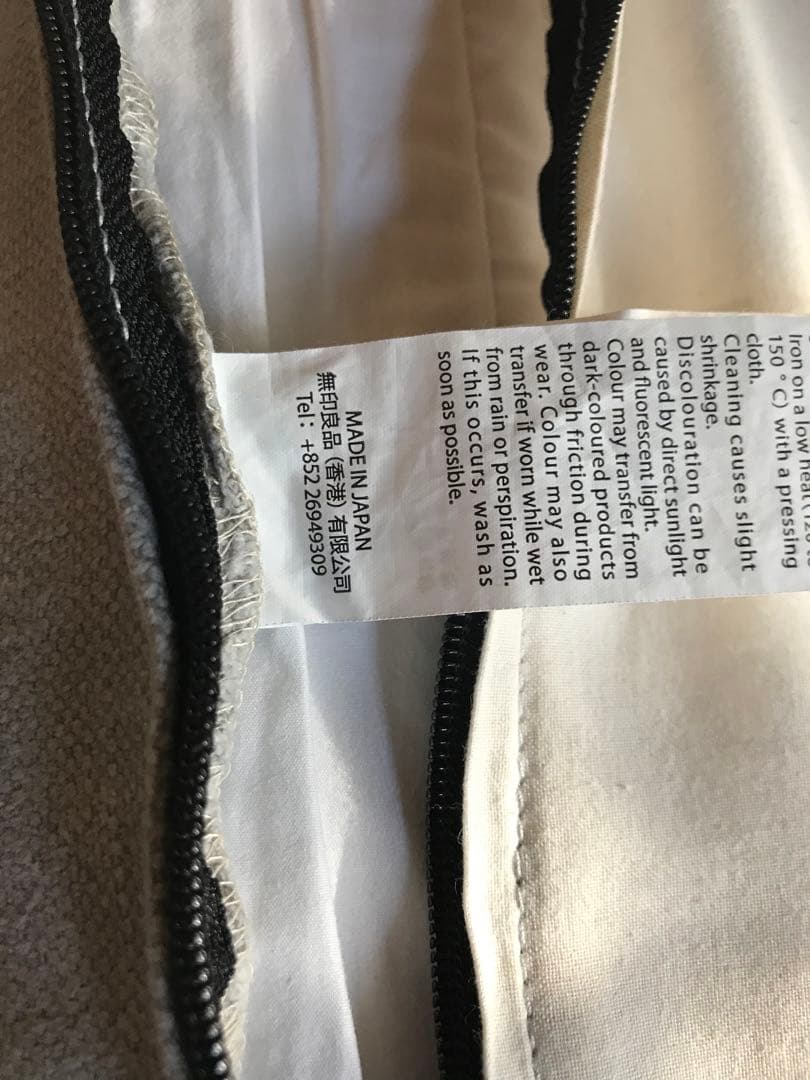 Iron on a low heat (120 to
150 °C) with a pressing
cloth.
Cleaning causes slight
shrinkage.
Discolouration can be
caused by direct sunlight
and fluorescent light.
Colour may transfer from
dark-coloured products
through friction during
wear. Colour may also
transfer if worn while wet
from rain or perspiration.
If this occurs, wash as
soon as possible.
MADE IN JAPAN
無印良品 (香港) 有限公司
Tel: +852 26949309